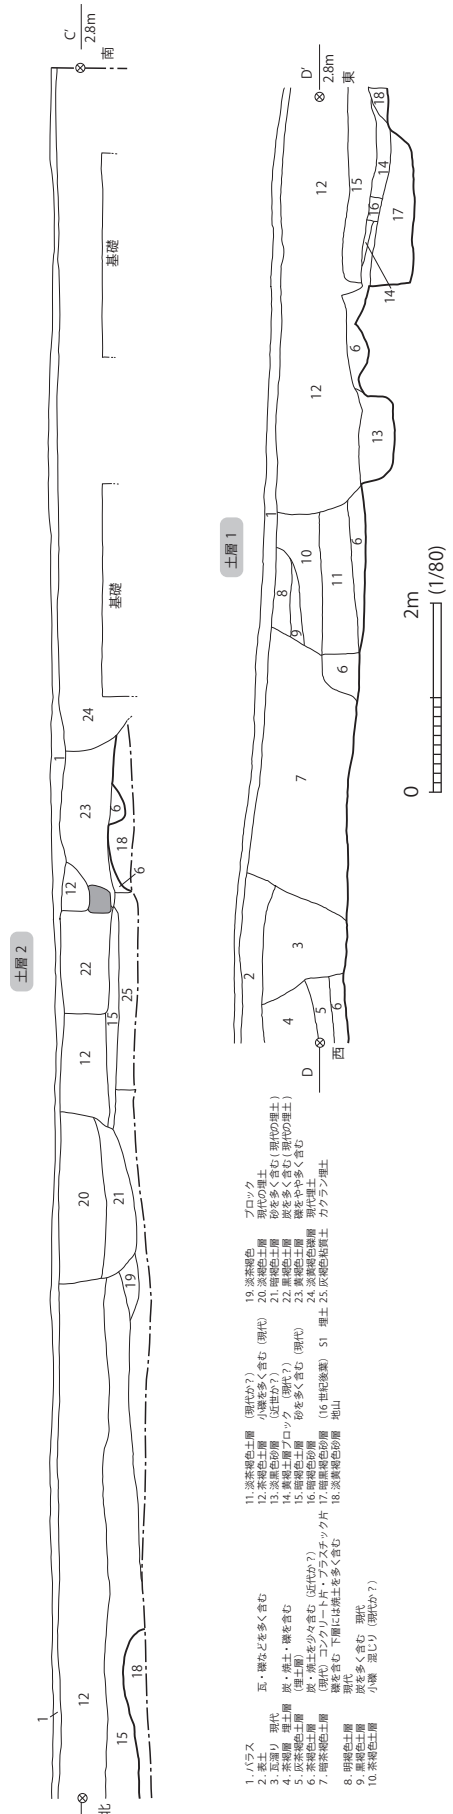 土層 2
C'
2.8m
南
北
1
12
15
18
19
20
21
12
15
22
25
12
6
18
6
23
1
24
基礎
基礎
土層 1
D
西
D'
2.8m
東
2
4
5
6
3
7
6
8
9
10
11
6
1
12
13
6
12
14
15
16
14
17
18
0
2m
(1/80)
1. バラス
2. 表土 瓦・礫などを多く含む
3. 瓦溜り 現代
4. 茶褐層 埋土層 炭・焼土・礫を含む
5. 灰茶褐色土層 (埋土層)
6. 茶褐色土層 炭・焼土を少々含む (近代か？)
7. 暗茶褐色土層 (現代) コンクリート片・プラスチック片
礫を含む 下層には焼土を多く含む
8. 明褐色土層 現代
9. 黒褐色土層 炭を多く含む 現代
10. 茶褐色土層 小礫 混じり (現代か？)
11. 淡茶褐色土層 (現代か？)
12. 茶褐色土層 小礫を多く含む (現代)
13. 淡黒色砂層 (近世か？)
14. 黄褐土層ブロック (現代？)
15. 暗褐色土層 砂を多く含む (現代)
16. 暗褐色砂層
17. 暗黒褐色砂層 (16 世紀後葉) S1 埋土
18. 淡黄褐色砂層 地山
19. 淡茶褐色 ブロック
20. 淡褐色土層 現代の埋土
21. 暗褐色土層 砂を多く含む ( 現代の埋土 )
22. 黒褐色土層 炭を多く含む ( 現代の埋土 )
23. 黄褐色土層 礫をやや多く含む
24. 淡黄褐色礫層 現代埋土
25. 灰褐色粘質土 カクラン埋土